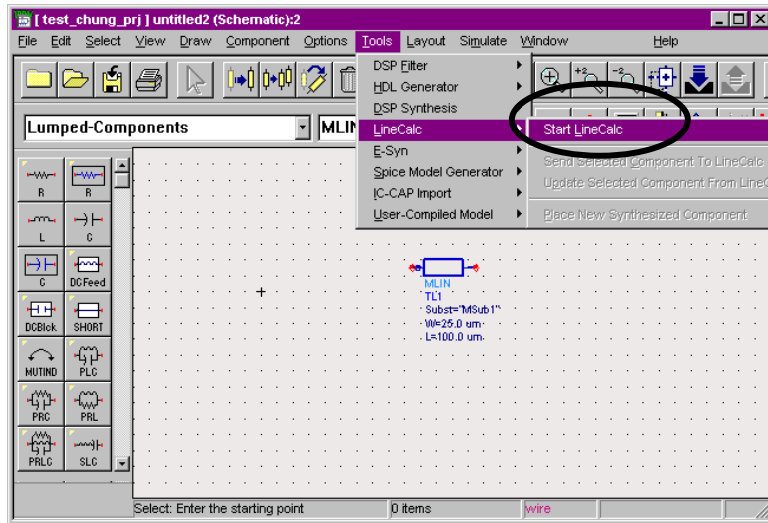 [ test_chung_prj ] untitled2 (Schematic):2
File Edit Select View Draw Component Options Tools Layout Simulate Window Help
DSP Filter
HDL Generator
+2 -2
DSP Synthesis
Lumped-Components MLIN
LineCalc Start LineCalc
E-Syn
Send Selected Component To LineCalc
Spice Model Generator
Update Selected Component From LineC
IC-CAP Import
User-Compiled Model Place New Synthesized Component
R R
L C
C DCFeed
DCBlck SHORT
MUTIND PLC
PRC PRL
PRLC SLC
MLIN
TL1
Subst="MSub1"
W=25.0 um
L=100.0 um
Select: Enter the starting point 0 items wire